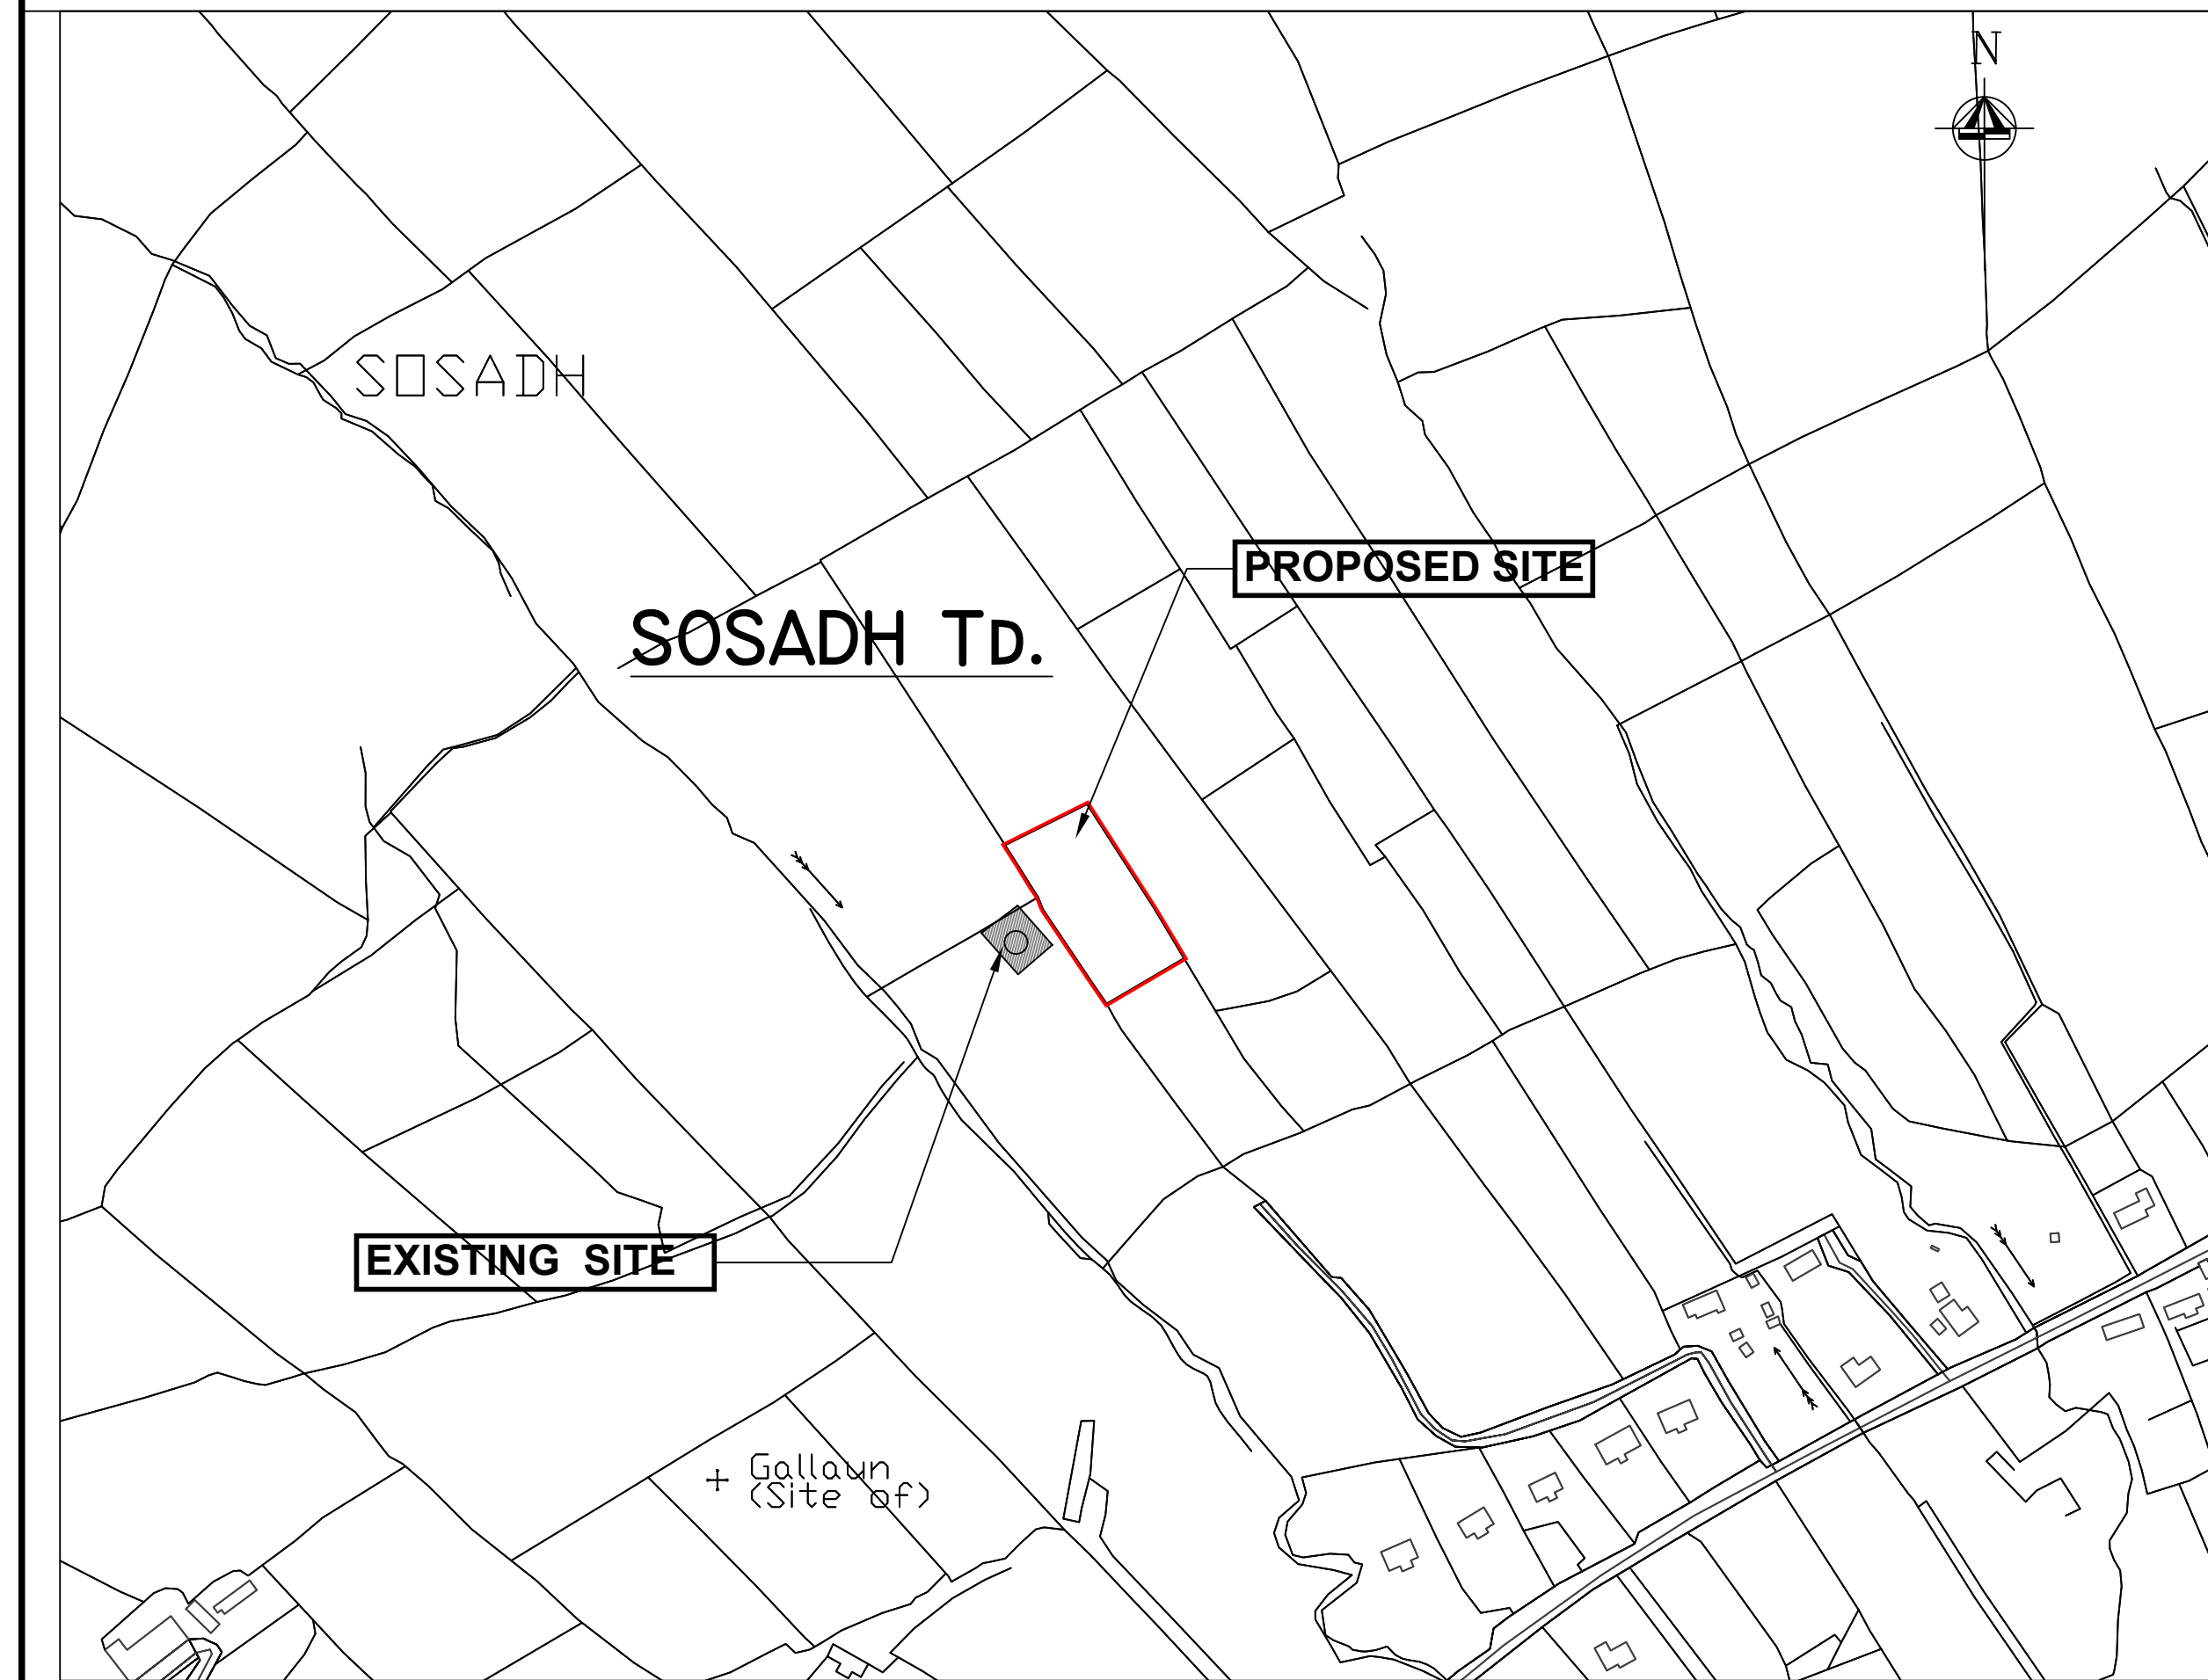 N
SOSADH
PROPOSED SITE
SOSADH TD.
EXISTING SITE
Gallaun
(Site of)